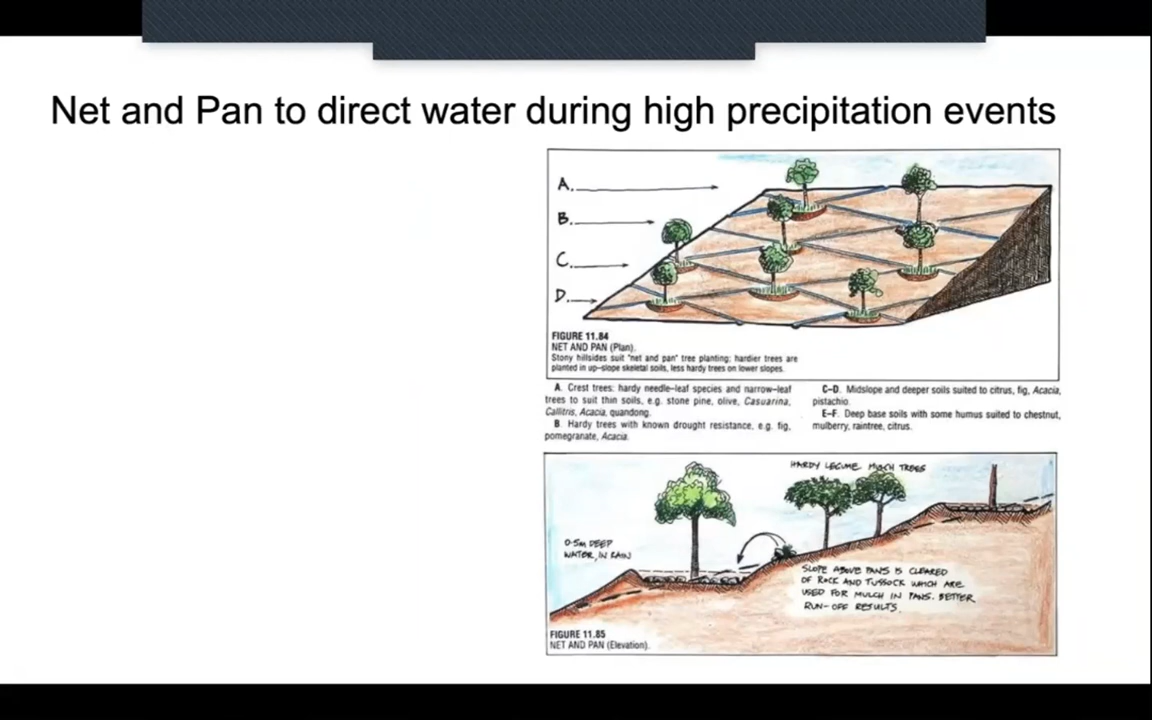 Net and Pan to direct water during high precipitation events
A.
B.
C.
D.
FIGURE 11.84
NET AND PAN (Plan).
Stony hillsides suit "net and pan" tree planting; hardier trees are
planted in up-slope skeletal soils, less hardy trees on lower slopes.
A. Crest trees: hardy needle-leaf species and narrow-leaf
trees to suit thin soils, e.g. stone pine, olive, Casuarina,
Callitris, Acacia, quandong.
B. Hardy trees with known drought resistance, e.g. fig,
pomegranate, Acacia.
C-D. Midslope and deeper soils suited to citrus, fig, Acacia,
pistachio.
E-F. Deep base soils with some humus suited to chestnut,
mulberry, raintree, citrus.
HARDY LEGUME MULCH TREES
0.5M DEEP
WATER, IN RAIN
SLOPE ABOVE PANS IS CLEARED
OF ROCK AND TUSSOCK WHICH ARE
USED FOR MULCH IN PANS. BETTER
RUN-OFF RESULTS.
FIGURE 11.85
NET AND PAN (Elevation).